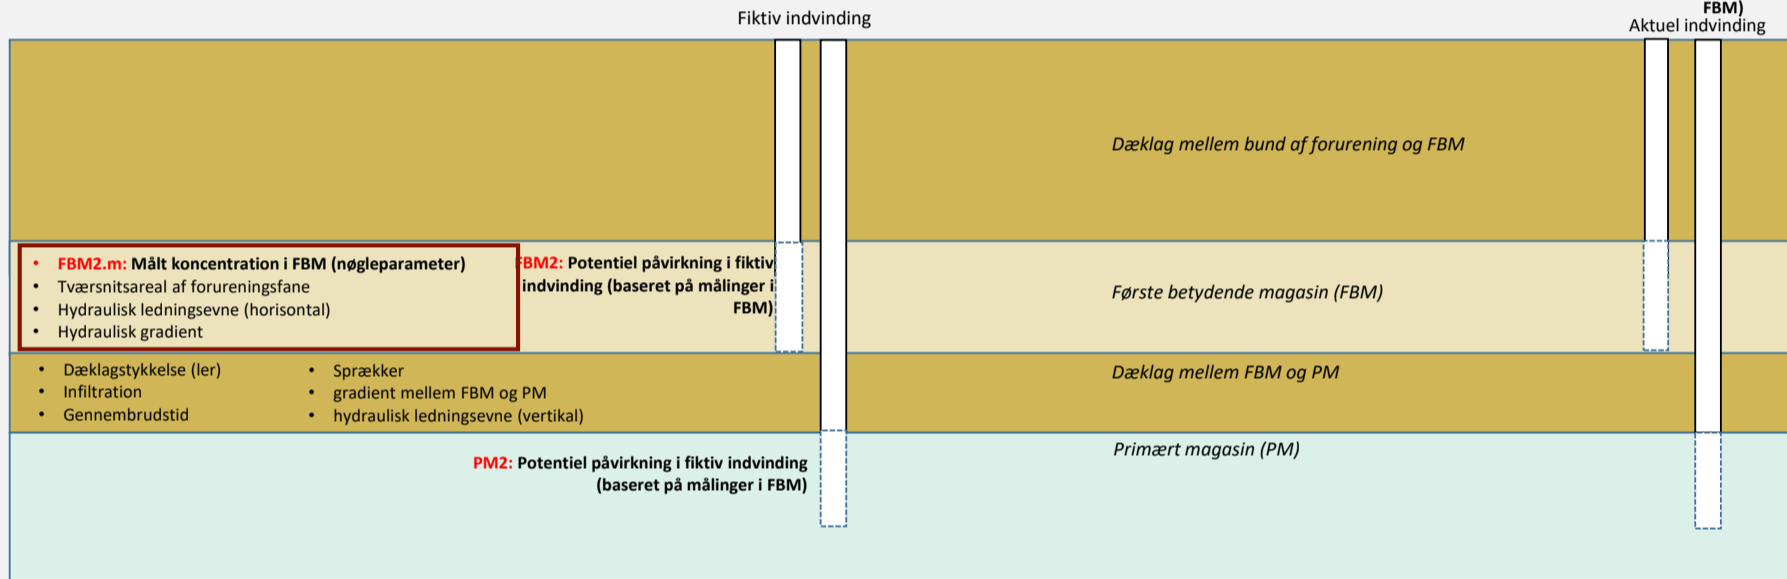 Fiktiv indvinding
FBM)
Aktuel indvinding
Dæklag mellem bund af forurening og FBM
• FBM2.m: Målt koncentration i FBM (nøgleparameter)
• Tværsnitsareal af forureningsfane
• Hydraulisk ledningsevne (horisontal)
• Hydraulisk gradient
FBM2: Potentiel påvirkning i fiktiv
indvinding (baseret på målinger i
FBM)
Første betydende magasin (FBM)
• Dæklagstykkelse (ler)
• Infiltration
• Gennembrudstid
• Sprækker
• gradient mellem FBM og PM
• hydraulisk ledningsevne (vertikal)
Dæklag mellem FBM og PM
Primært magasin (PM)
PM2: Potentiel påvirkning i fiktiv indvinding
(baseret på målinger i FBM)